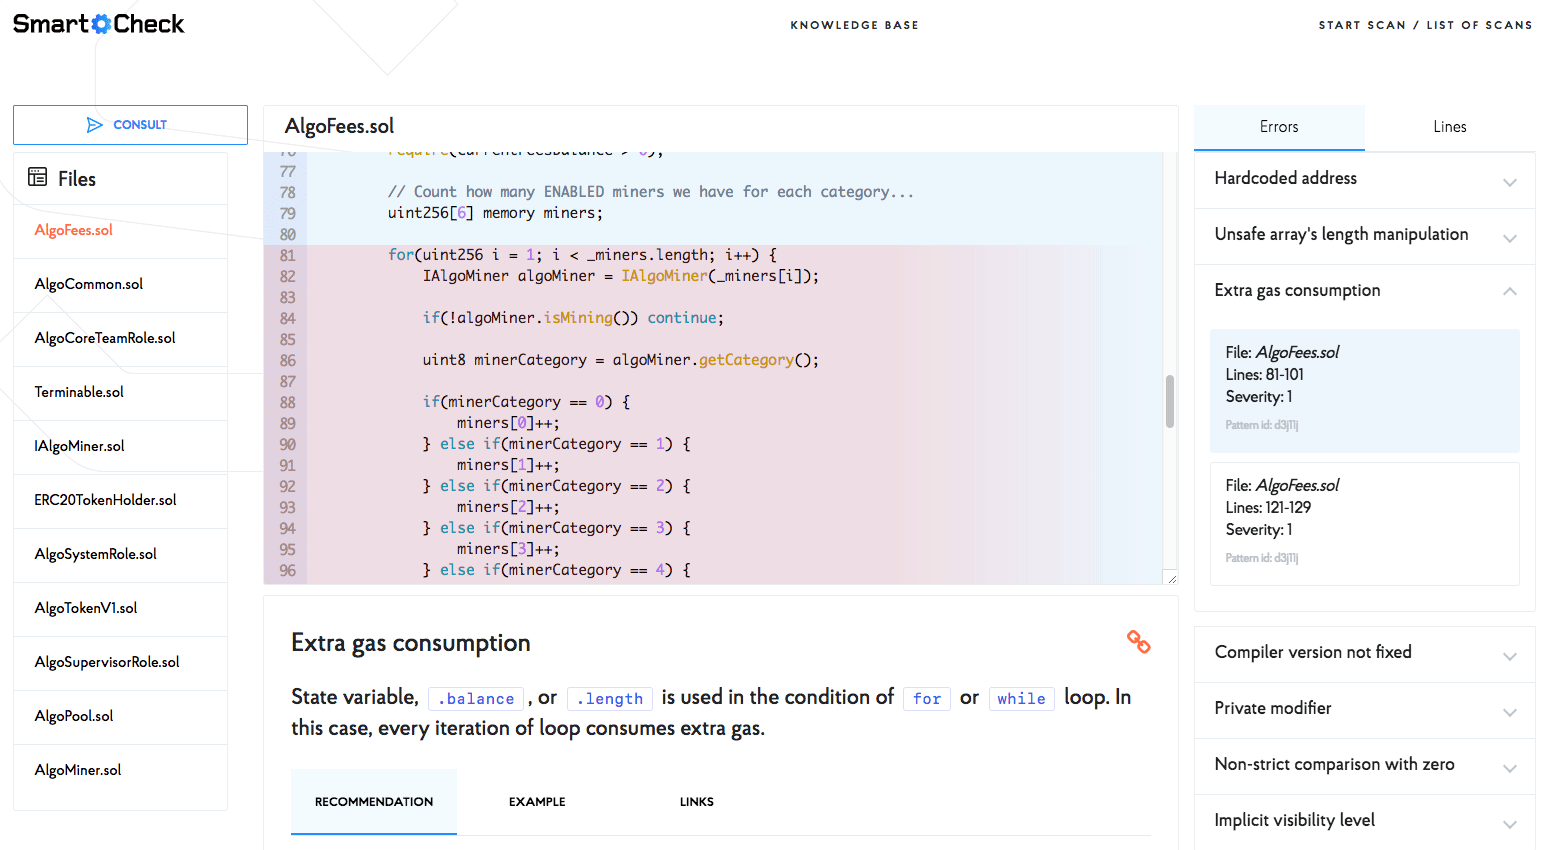 Smart Check
KNOWLEDGE BASE
START SCAN / LIST OF SCANS
CONSULT
Files
AlgoFees.sol
AlgoCommon.sol
AlgoCoreTeamRole.sol
Terminable.sol
IAlgoMiner.sol
ERC20TokenHolder.sol
AlgoSystemRole.sol
AlgoTokenV1.sol
AlgoSupervisorRole.sol
AlgoPool.sol
AlgoMiner.sol
AlgoFees.sol
76 require(currentFeesBalance > 0);
77
78 // Count how many ENABLED miners we have for each category...
79 uint256[6] memory miners;
80
81 for(uint256 i = 1; i < _miners.length; i++) {
82 IAlgoMiner algoMiner = IAlgoMiner(_miners[i]);
83
84 if(!algoMiner.isMining()) continue;
85
86 uint8 minerCategory = algoMiner.getCategory();
87
88 if(minerCategory == 0) {
89 miners[0]++;
90 } else if(minerCategory == 1) {
91 miners[1]++;
92 } else if(minerCategory == 2) {
93 miners[2]++;
94 } else if(minerCategory == 3) {
95 miners[3]++;
96 } else if(minerCategory == 4) {
Extra gas consumption
State variable, .balance , or .length is used in the condition of for or while loop. In
this case, every iteration of loop consumes extra gas.
RECOMMENDATION
EXAMPLE
LINKS
Errors
Lines
Hardcoded address
Unsafe array's length manipulation
Extra gas consumption
File: AlgoFees.sol
Lines: 81-101
Severity: 1
Pattern id: d3j11j
File: AlgoFees.sol
Lines: 121-129
Severity: 1
Pattern id: d3j11j
Compiler version not fixed
Private modifier
Non-strict comparison with zero
Implicit visibility level